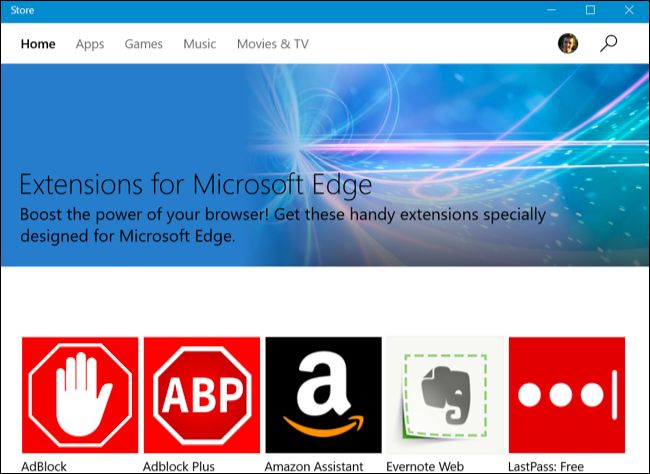 Store
Home Apps Games Music Movies & TV
Extensions for Microsoft Edge
Boost the power of your browser! Get these handy extensions specially
designed for Microsoft Edge.
ABP
a
AdBlock Adblock Plus Amazon Assistant Evernote Web LastPass: Free